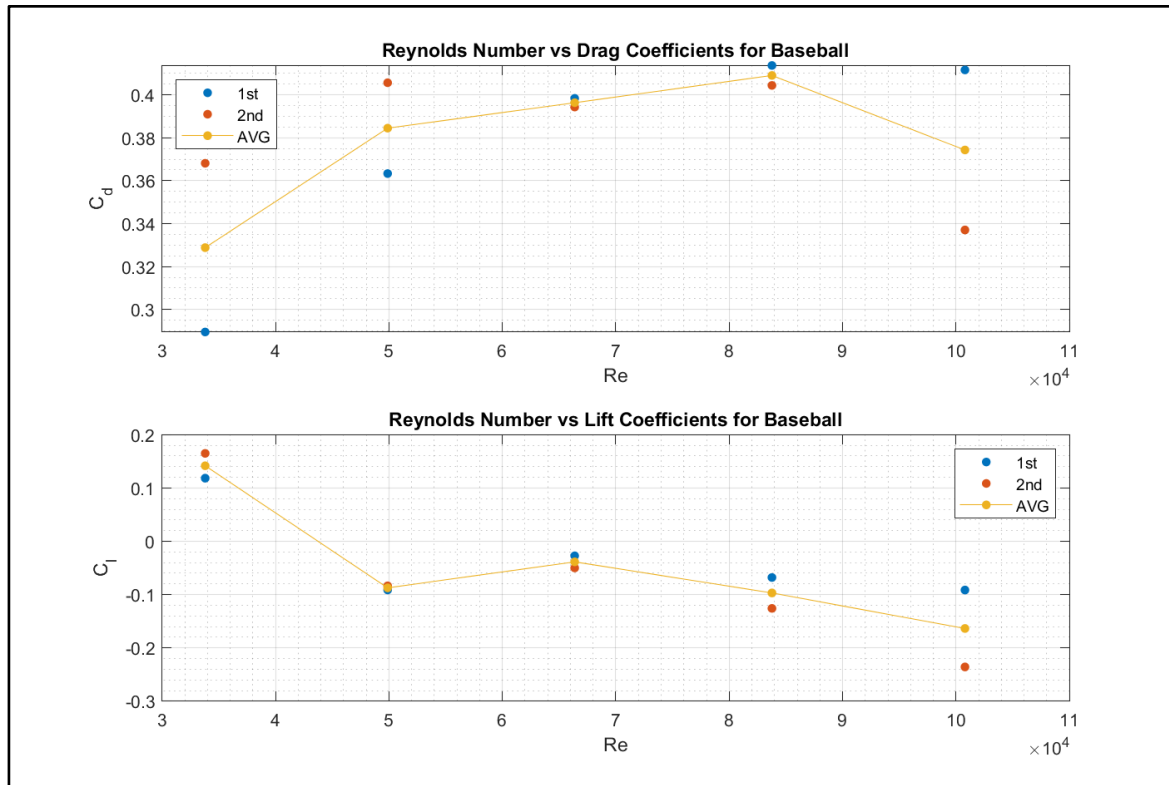 Reynolds Number vs Drag Coefficients for Baseball
1st
2nd
AVG
0.4
0.38
0.36
0.34
0.32
0.3
C_d
3 4 5 6 7 8 9 10 11
Re
×10^4
Reynolds Number vs Lift Coefficients for Baseball
1st
2nd
AVG
0.2
0.1
0
-0.1
-0.2
-0.3
C_l
3 4 5 6 7 8 9 10 11
Re
×10^4